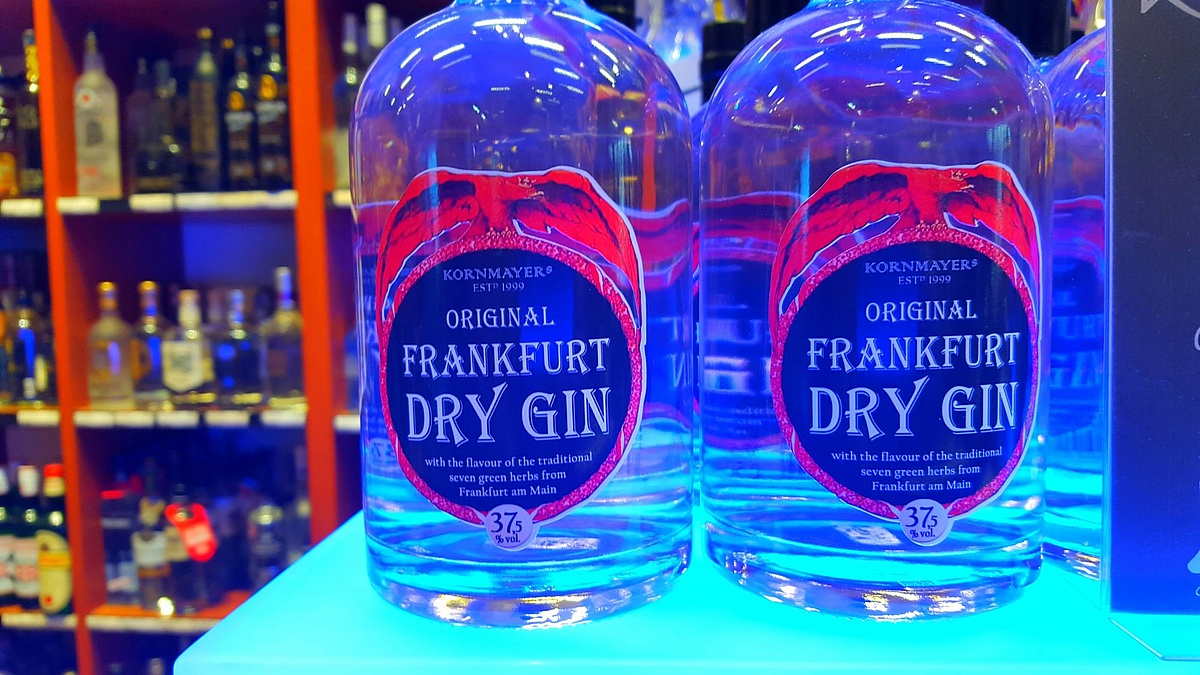 KORNMAYERS
ESTD 1999
ORIGINAL
FRANKFURT
DRY GIN
with the flavour of the traditional
seven green herbs from
Frankfurt am Main
37,5
% vol.
KORNMAYERS
ESTD 1999
ORIGINAL
FRANKFURT
DRY GIN
with the flavour of the traditional
seven green herbs from
Frankfurt am Main
37,5
% vol.